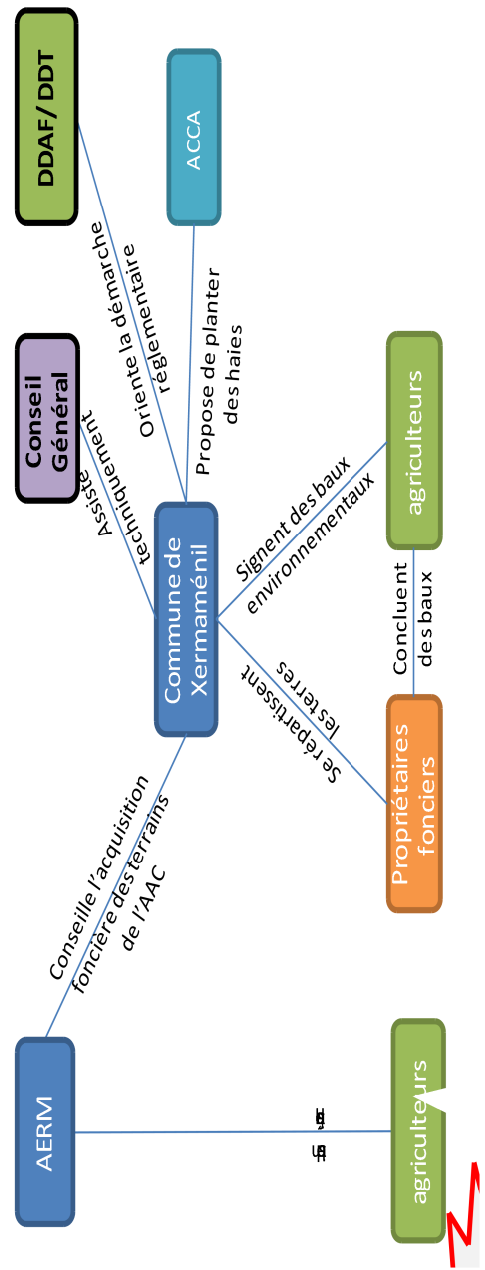 AERM
Conseil
Général
DDAF/ DDT
Conseille l'acquisition
foncière des terrains
de l'AAC
Assiste
techniquement
Oriente la démarche
réglementaire
Commune de
Xermaménil
ACCA
Propose de planter
des haies
Se répartissent
les terres
Signent des baux
environnementaux
agriculteurs
Propriétaires
fonciers
Concluent
des baux
agriculteurs